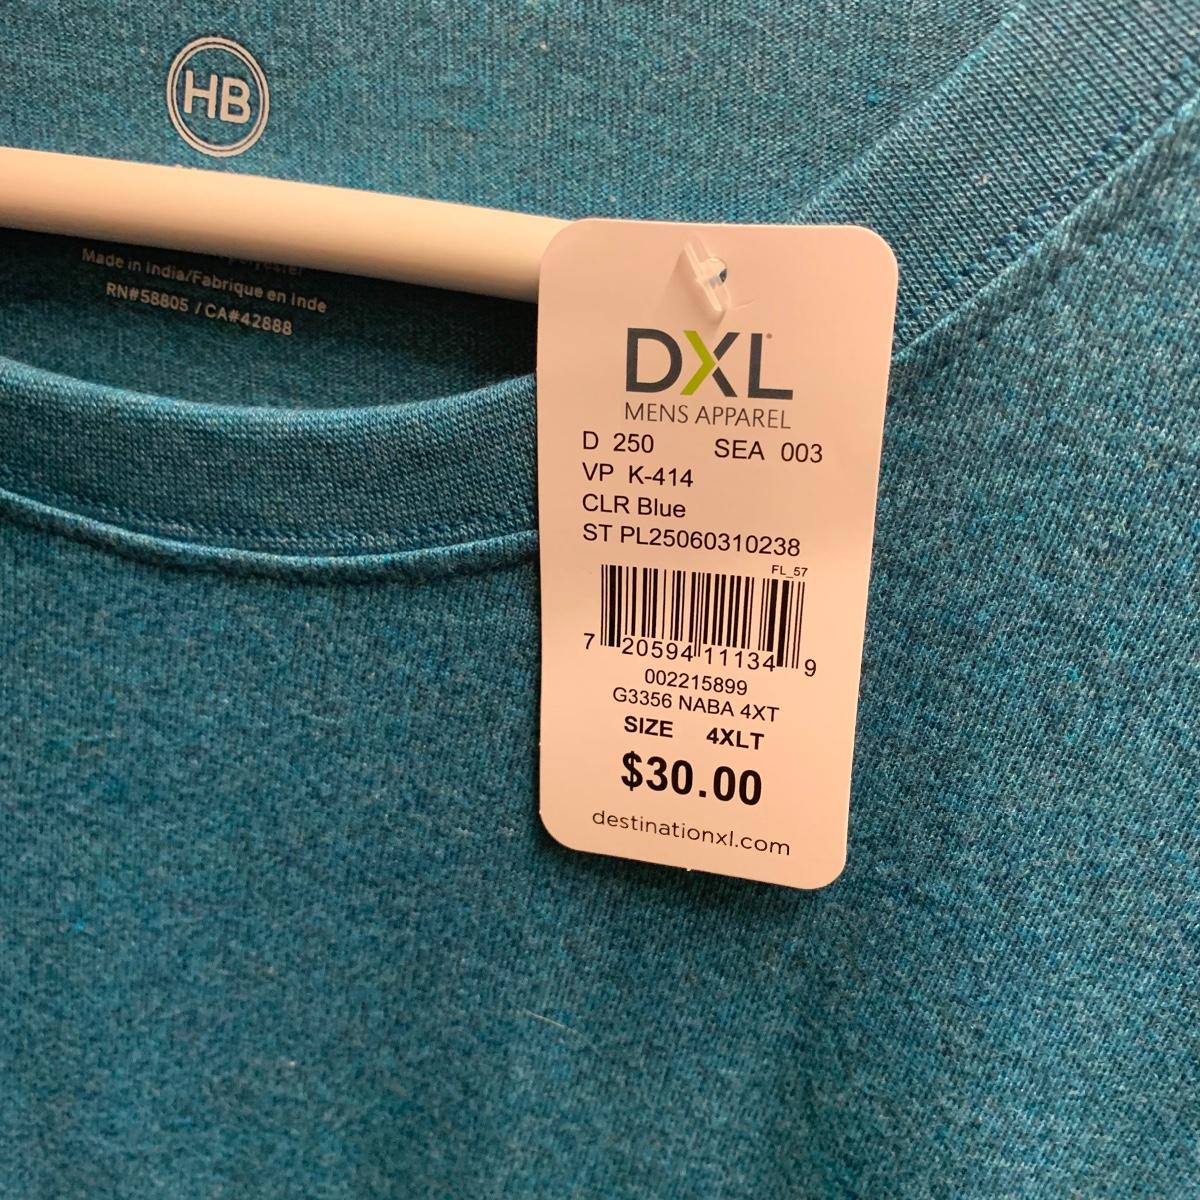 HB
Polyester
Made in India/Fabrique en Inde
RN#58805 / CA#42888
DXL
MENS APPAREL
D 250 SEA 003
VP K-414
CLR Blue
ST PL25060310238
FL_57
7 20594 11134 9
002215899
G3356 NABA 4XT
SIZE 4XLT
$30.00
destinationxl.com